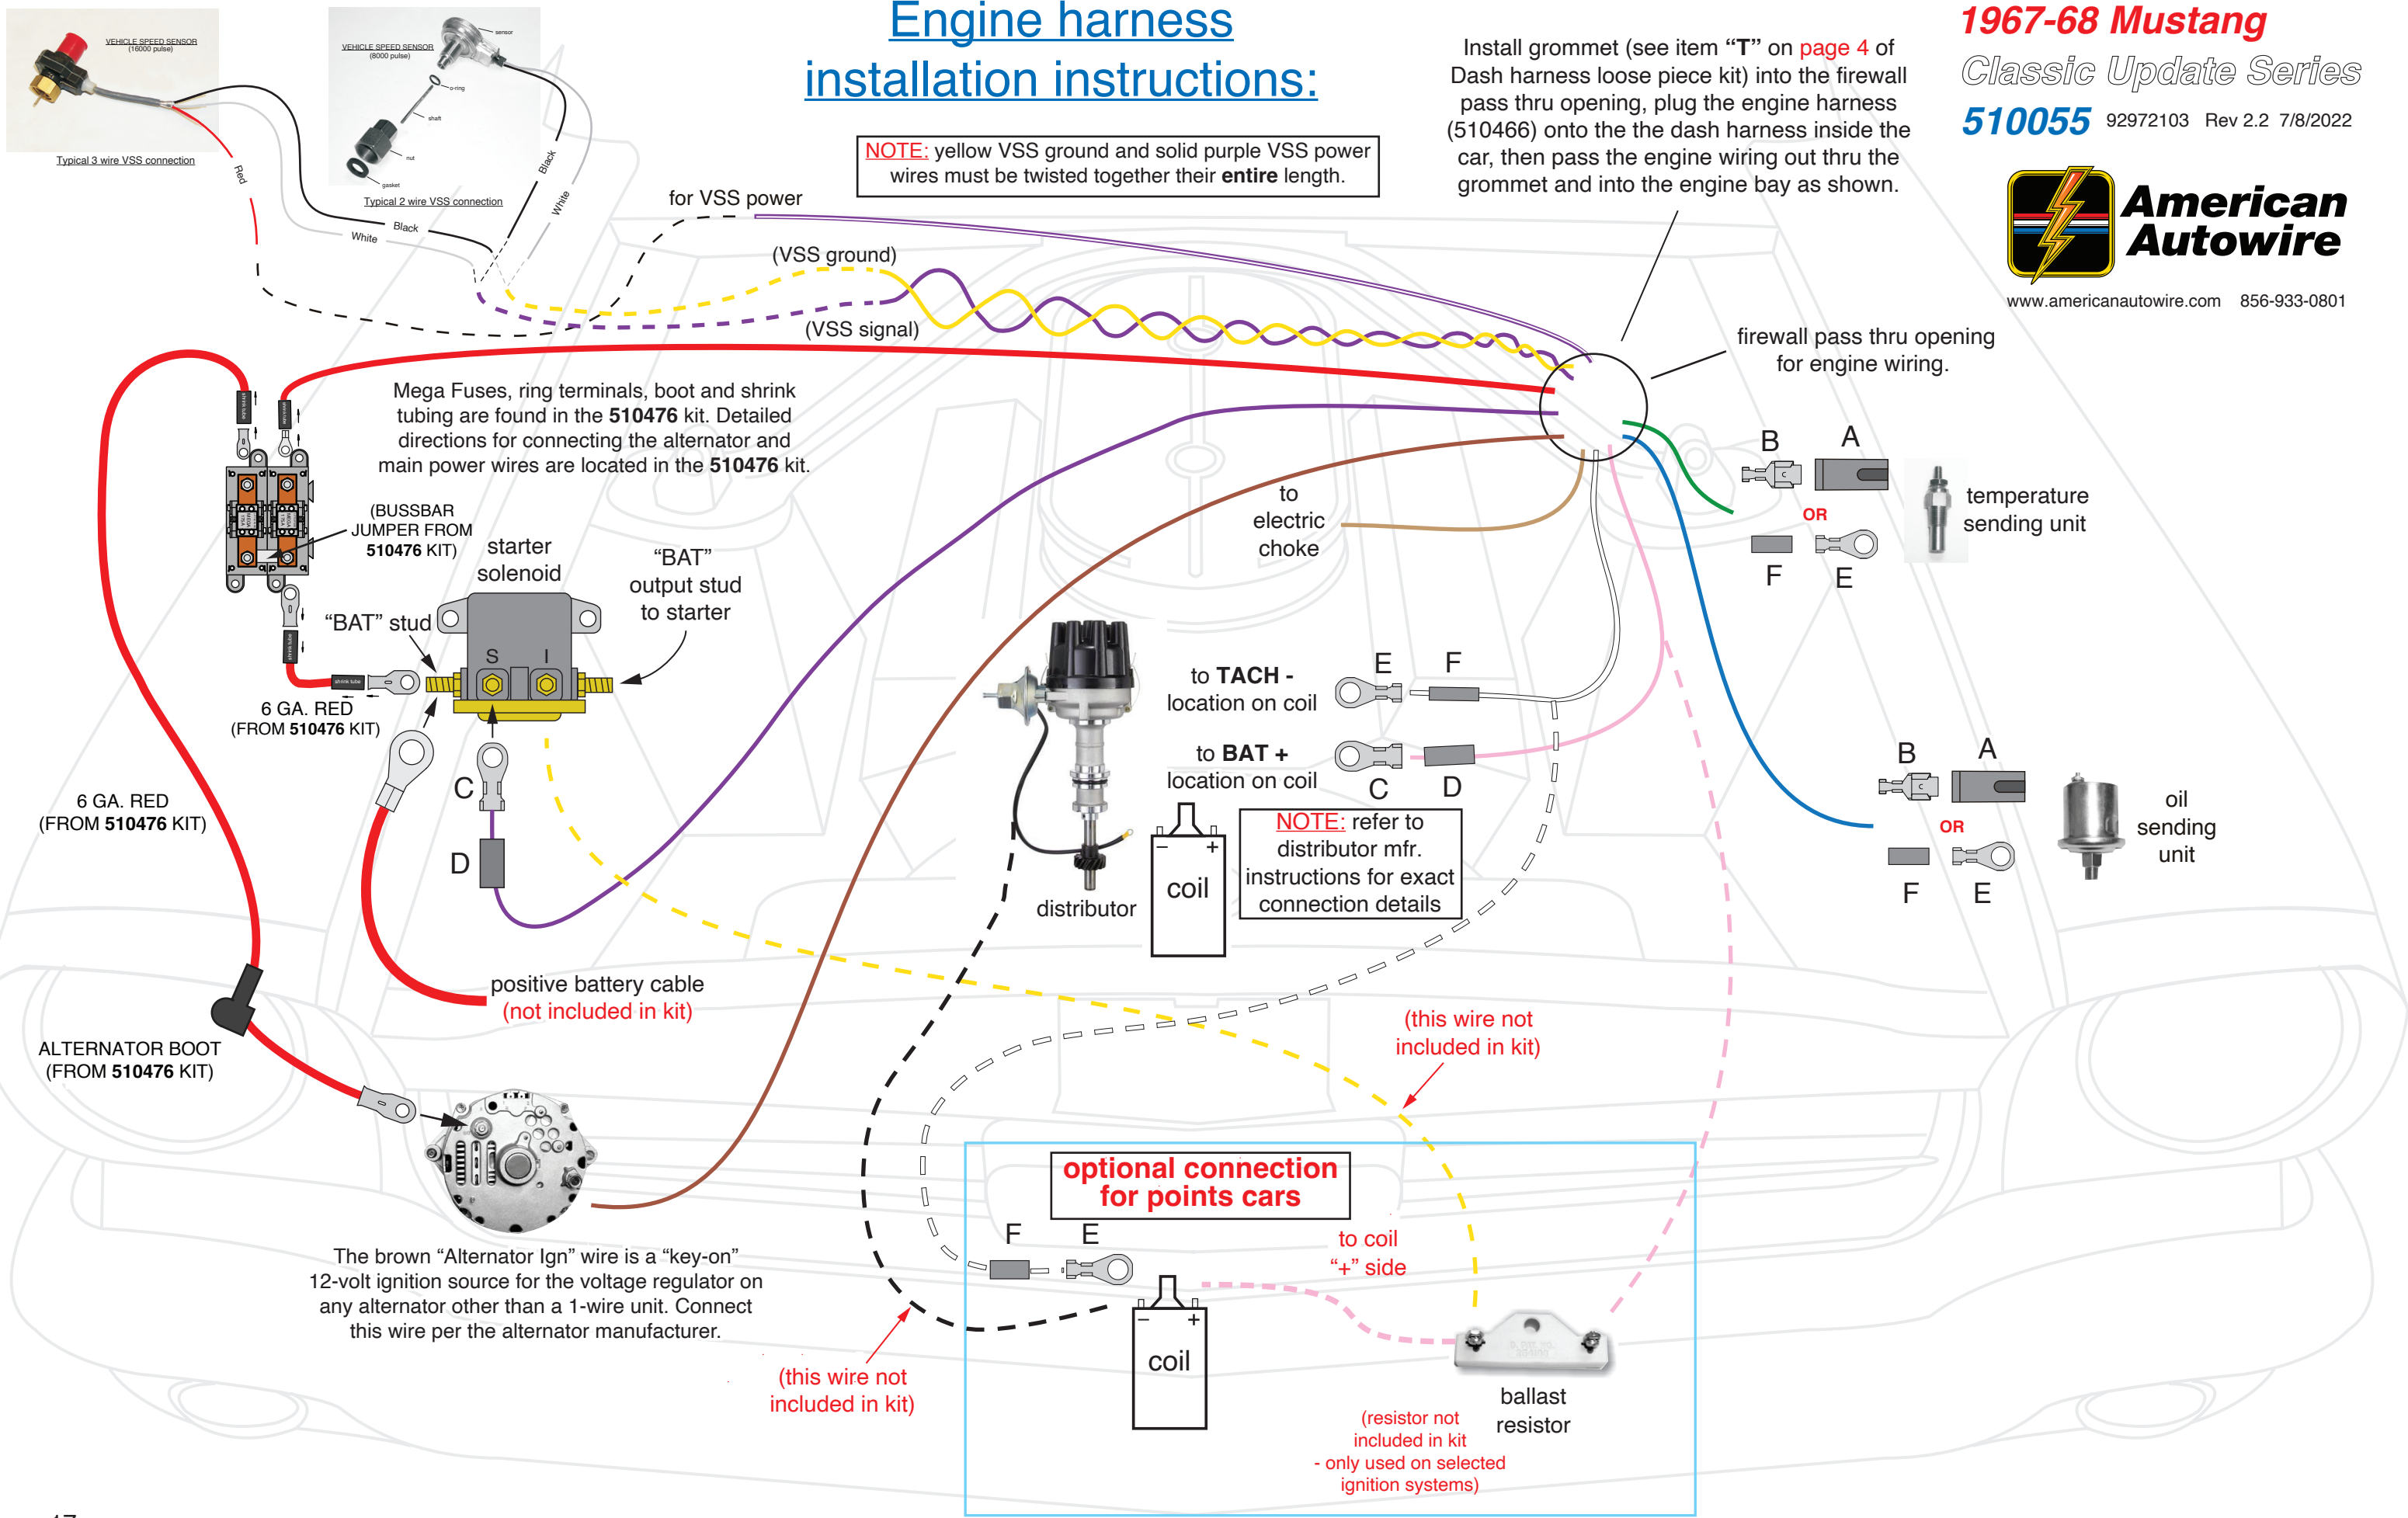 Engine harness
installation instructions:
1967-68 Mustang
Classic Update Series
510055 92972103 Rev 2.2 7/8/2022
American
Autowire
www.americanautowire.com 856-933-0801
VEHICLE SPEED SENSOR
(16000 pulse)
Typical 3 wire VSS connection
VEHICLE SPEED SENSOR
(8000 pulse)
sensor
o-ring
shaft
nut
gasket
Typical 2 wire VSS connection
Red
Black
White
Black
White
NOTE: yellow VSS ground and solid purple VSS power
wires must be twisted together their entire length.
Install grommet (see item “T” on page 4 of
Dash harness loose piece kit) into the firewall
pass thru opening, plug the engine harness
(510466) onto the the dash harness inside the
car, then pass the engine wiring out thru the
grommet and into the engine bay as shown.
for VSS power
(VSS ground)
(VSS signal)
firewall pass thru opening
for engine wiring.
Mega Fuses, ring terminals, boot and shrink
tubing are found in the 510476 kit. Detailed
directions for connecting the alternator and
main power wires are located in the 510476 kit.
shrink tube
shrink tube
MEGA
MEGA
(BUSSBAR
JUMPER FROM
510476 KIT)
shrink tube
starter
solenoid
“BAT”
output stud
to starter
“BAT” stud
S I
shrink tube
6 GA. RED
(FROM 510476 KIT)
C
D
6 GA. RED
(FROM 510476 KIT)
positive battery cable
(not included in kit)
ALTERNATOR BOOT
(FROM 510476 KIT)
The brown “Alternator Ign” wire is a “key-on”
12-volt ignition source for the voltage regulator on
any alternator other than a 1-wire unit. Connect
this wire per the alternator manufacturer.
to
electric
choke
B A
C
OR
F E
temperature
sending unit
to TACH -
location on coil
E F
to BAT +
location on coil
C D
distributor
− +
coil
NOTE: refer to
distributor mfr.
instructions for exact
connection details
B A
C
OR
F E
oil
sending
unit
(this wire not
included in kit)
optional connection
for points cars
F E
to coil
“+” side
− +
coil
(this wire not
included in kit)
ballast
resistor
(resistor not
included in kit
- only used on selected
ignition systems)